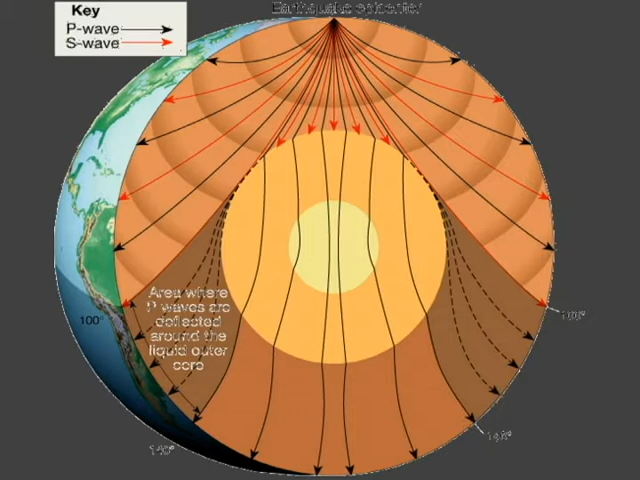 Earthquake epicenter
Key
P-wave
S-wave
Area where
P waves are
deflected
around the
liquid outer
core
100°
100°
140°
140°